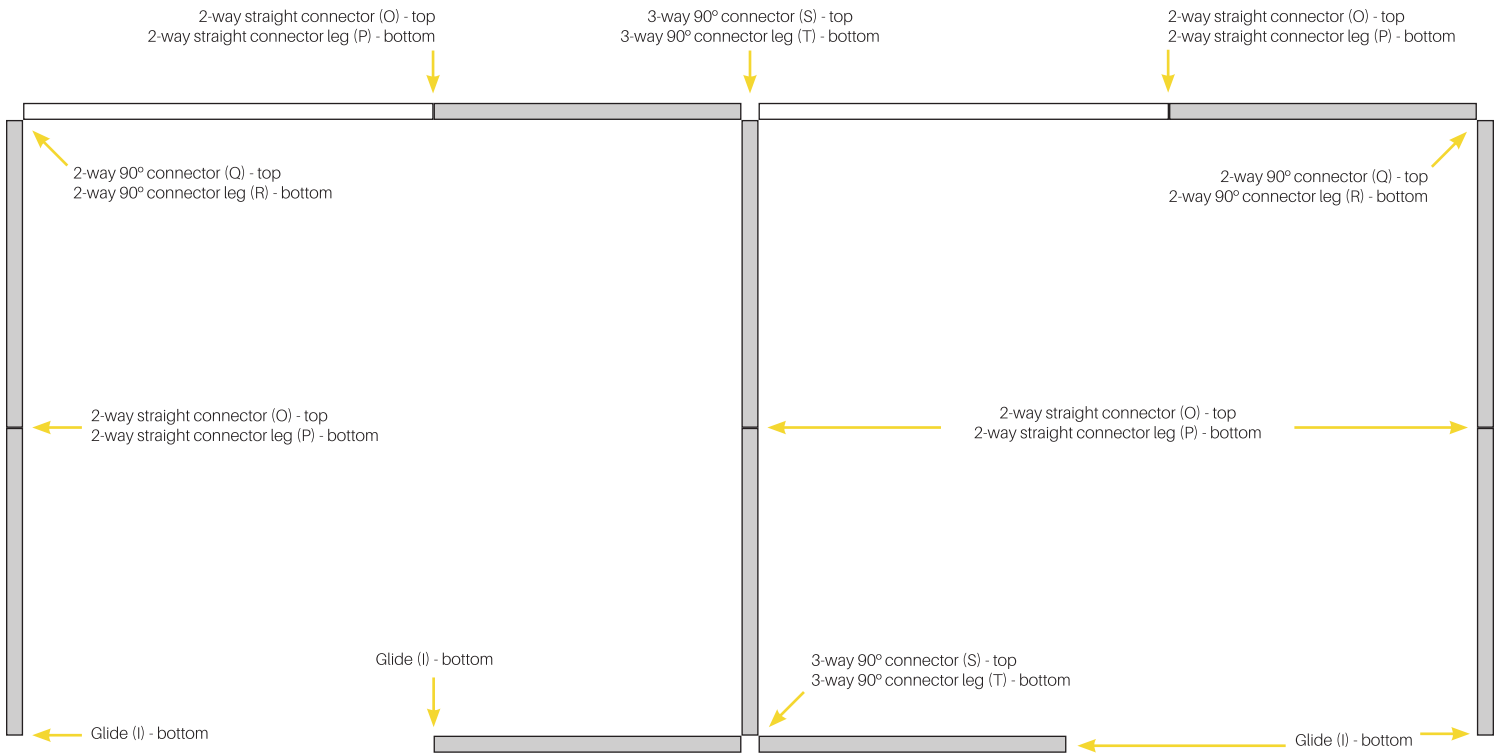 2-way straight connector (O) - top
2-way straight connector leg (P) - bottom
3-way 90º connector (S) - top
3-way 90º connector leg (T) - bottom
2-way straight connector (O) - top
2-way straight connector leg (P) - bottom
2-way 90º connector (Q) - top
2-way 90º connector leg (R) - bottom
2-way 90º connector (Q) - top
2-way 90º connector leg (R) - bottom
2-way straight connector (O) - top
2-way straight connector leg (P) - bottom
2-way straight connector (O) - top
2-way straight connector leg (P) - bottom
Glide (I) - bottom
3-way 90º connector (S) - top
3-way 90º connector leg (T) - bottom
Glide (I) - bottom
Glide (I) - bottom